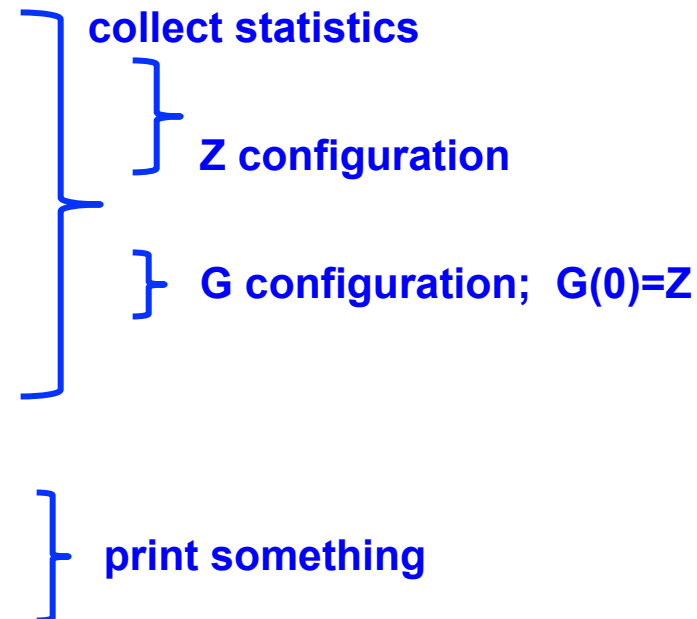 collect statistics
Z configuration
G configuration; G(0)=Z
print something